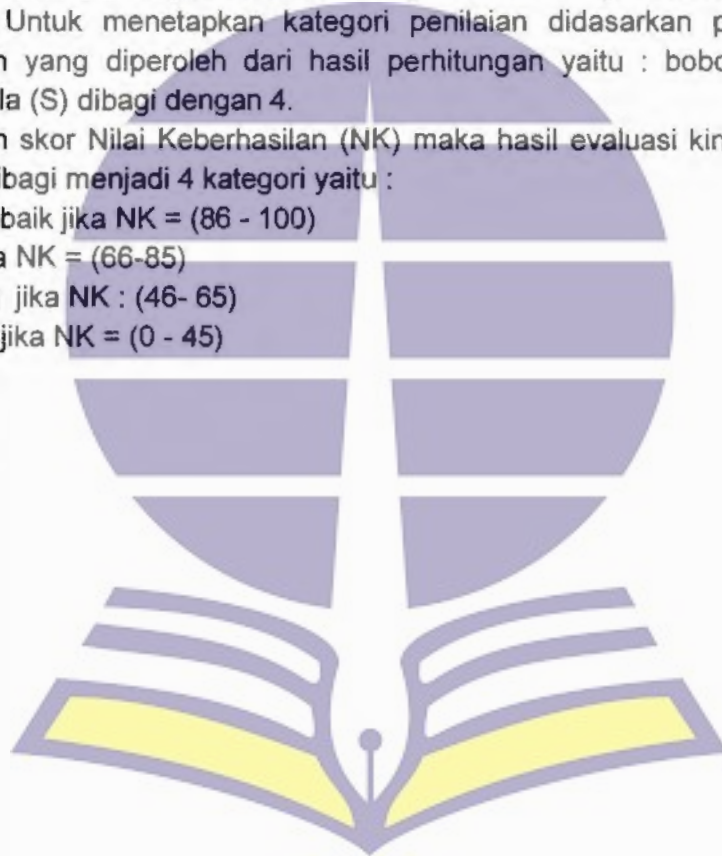 Untuk menetapkan kategori penilaian didasarkan p
yang diperoleh dari hasil perhitungan yaitu : bobo
la (S) dibagi dengan 4.
skor Nilai Keberhasilan (NK) maka hasil evaluasi kin
ibagi menjadi 4 kategori yaitu :
baik jika NK = (86 - 100)
a NK = (66-85)
jika NK : (46- 65)
jika NK = (0 - 45)